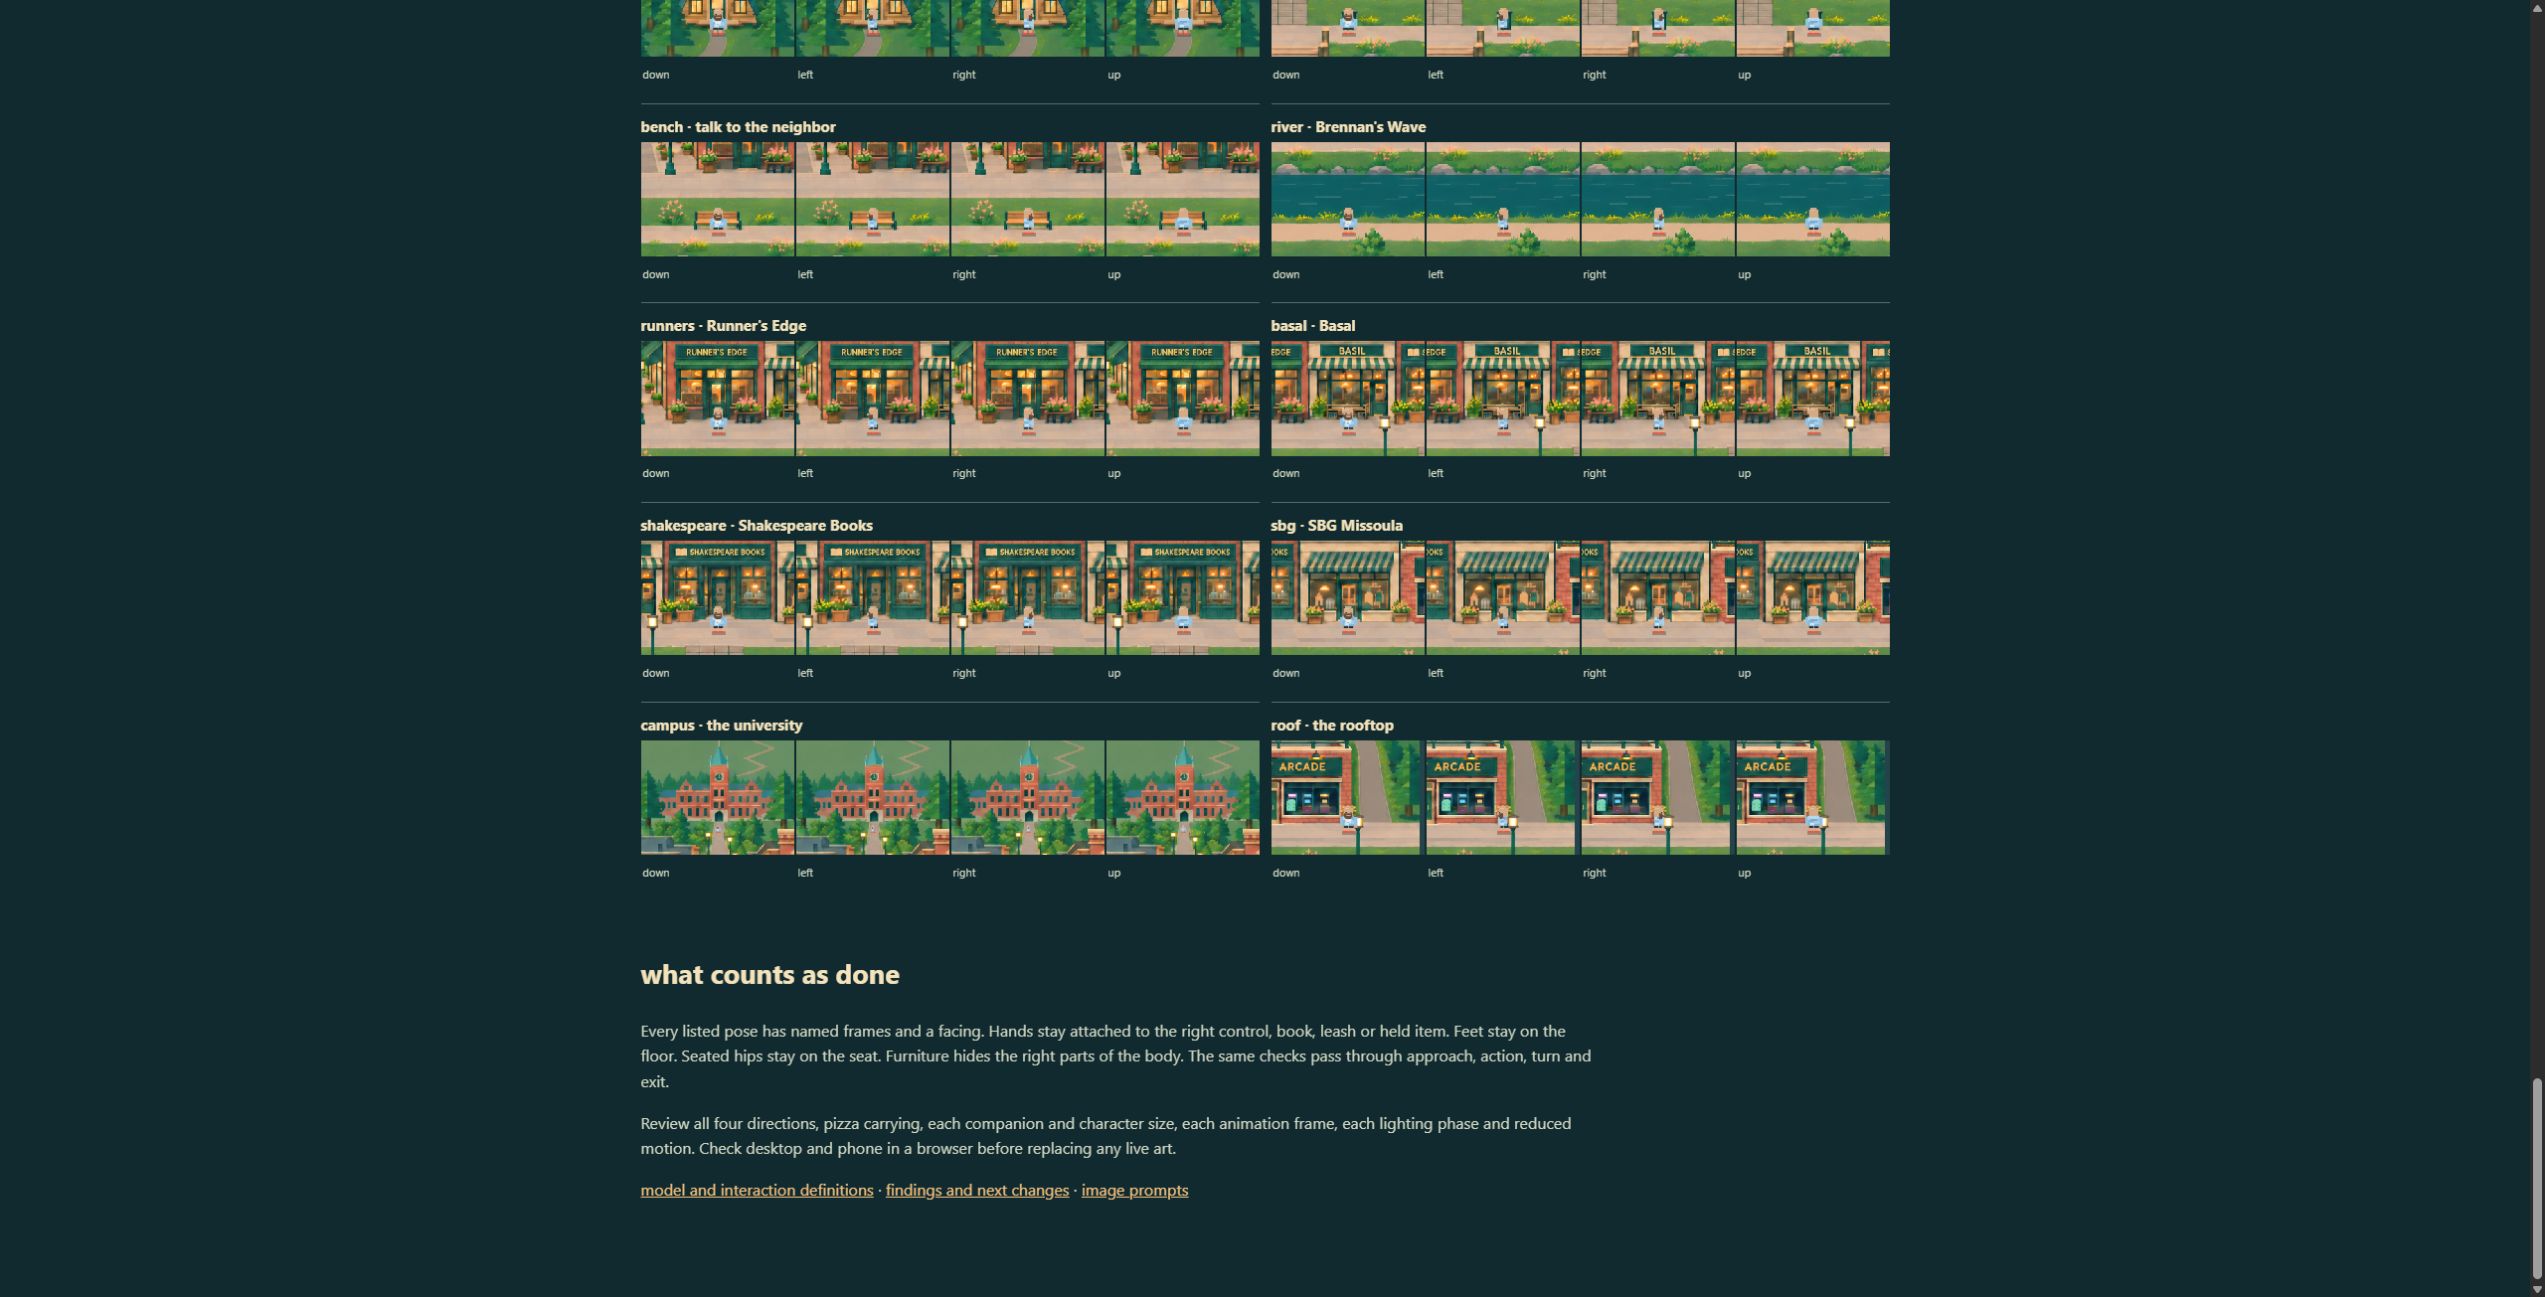 down left right up
down left right up
bench · talk to the neighbor
river · Brennan's Wave
down left right up
down left right up
runners · Runner's Edge
basal · Basal
RUNNER'S EDGE RUNNER'S EDGE RUNNER'S EDGE RUNNER'S EDGE
EDGE BASIL EDGE BASIL EDGE BASIL EDGE BASIL
down left right up
down left right up
shakespeare · Shakespeare Books
sbg · SBG Missoula
SHAKESPEARE BOOKS SHAKESPEARE BOOKS SHAKESPEARE BOOKS SHAKESPEARE BOOKS
OOKS OOKS OOKS OOKS
down left right up
down left right up
campus · the university
roof · the rooftop
ARCADE ARCADE ARCADE ARCADE
down left right up
down left right up
what counts as done
Every listed pose has named frames and a facing. Hands stay attached to the right control, book, leash or held item. Feet stay on the
floor. Seated hips stay on the seat. Furniture hides the right parts of the body. The same checks pass through approach, action, turn and
exit.
Review all four directions, pizza carrying, each companion and character size, each animation frame, each lighting phase and reduced
motion. Check desktop and phone in a browser before replacing any live art.
model and interaction definitions · findings and next changes · image prompts